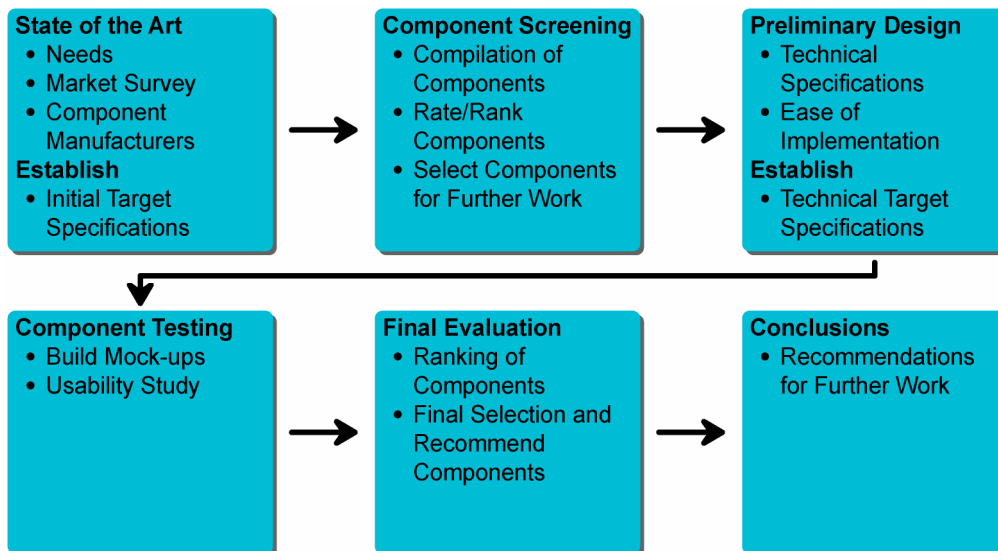 State of the Art
• Needs
• Market Survey
• Component
Manufacturers
Establish
• Initial Target
Specifications
Component Screening
• Compilation of
Components
• Rate/Rank
Components
• Select Components
for Further Work
Preliminary Design
• Technical
Specifications
• Ease of
Implementation
Establish
• Technical Target
Specifications
Component Testing
• Build Mock-ups
• Usability Study
Final Evaluation
• Ranking of
Components
• Final Selection and
Recommend
Components
Conclusions
• Recommendations
for Further Work